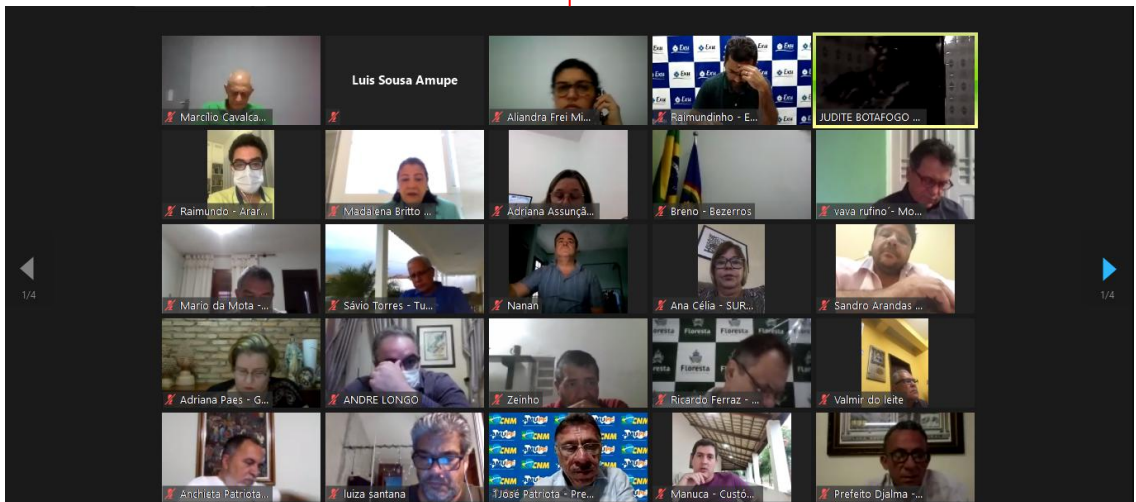 Luis Sousa Amupe
Marcílio Cavalca...
Aliandra Frei Mi...
Raimundinho - E...
JUDITE BOTAFOGO ...
Raimundo - Arar...
Madalena Britto ...
Adriana Assunçã...
Breno - Bezerros
vava rufino´- Mo...
1/4
1/4
Mario da Mota -...
Sávio Torres - Tu...
Nanan
Ana Célia - SUR...
Sandro Arandas ...
Floresta
Floresta
Adriana Paes - G...
ANDRE LONGO
Zeinho
Ricardo Ferraz - ...
Valmir do leite
CNM
CNM
Anchieta Patriota...
luiza santana
José Patriota - Pre...
Manuca - Custó...
Prefeito Djalma -...